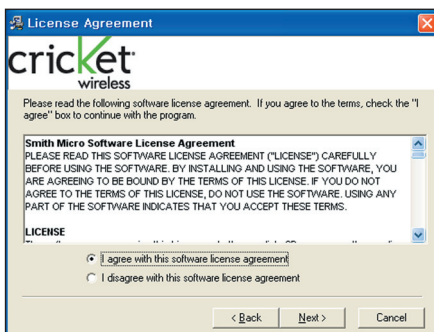 License Agreement
cricket
wireless
Please read the following software license agreement. If you agree to the terms, check the "I
agree" box to continue with the program.
Smith Micro Software License Agreement
PLEASE READ THIS SOFTWARE LICENSE AGREEMENT ("LICENSE") CAREFULLY
BEFORE USING THE SOFTWARE. BY INSTALLING AND USING THE SOFTWARE, YOU
ARE AGREEING TO BE BOUND BY THE TERMS OF THIS LICENSE. IF YOU DO NOT
AGREE TO THE TERMS OF THIS LICENSE, DO NOT USE THE SOFTWARE. USING ANY
PART OF THE SOFTWARE INDICATES THAT YOU ACCEPT THESE TERMS.
LICENSE
I agree with this software license agreement
I disagree with this software license agreement
< Back Next > Cancel